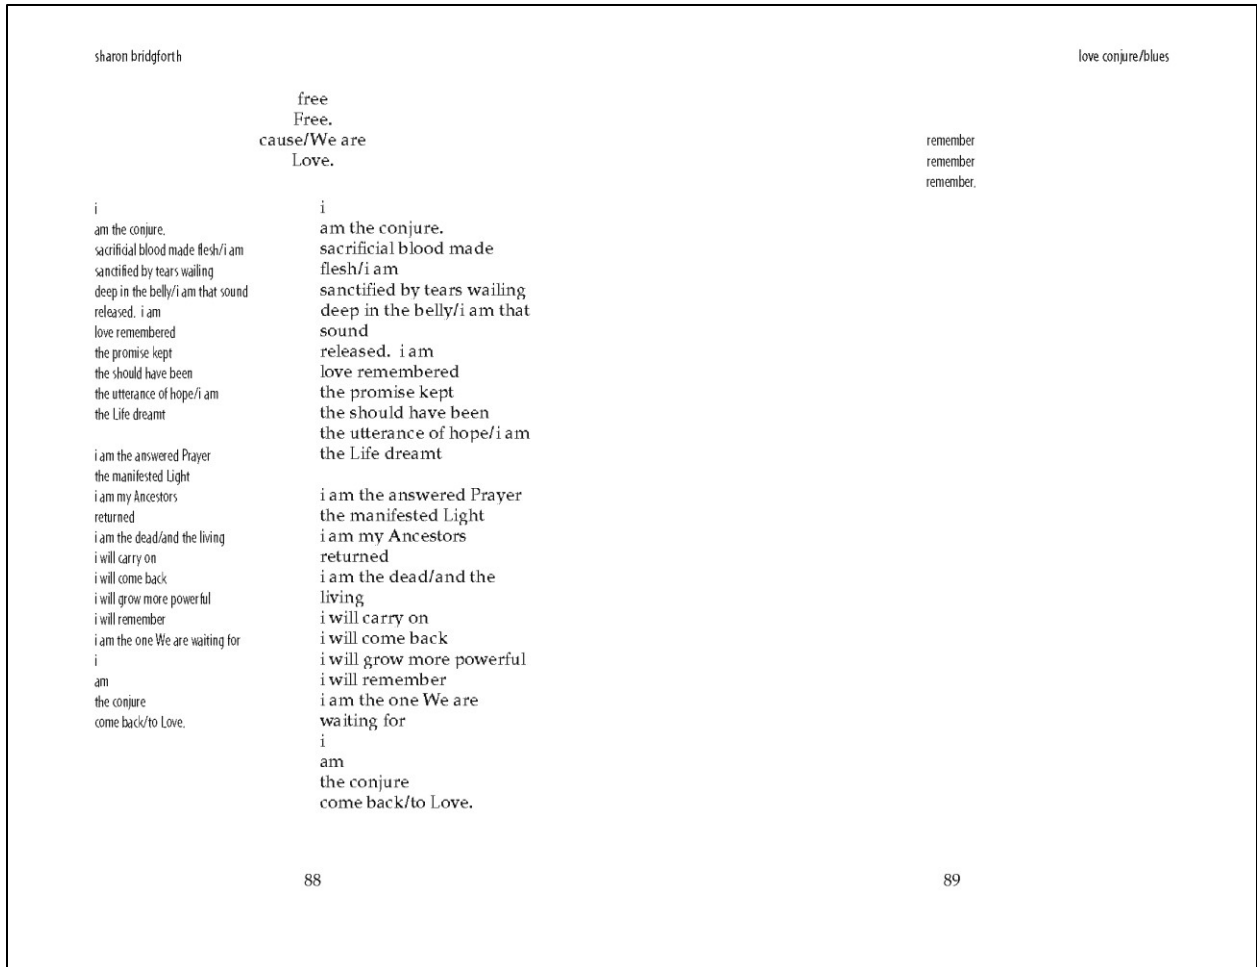 sharon bridgforth
free
Free.
cause/We are
Love.
i
am the conjure.
sacrificial blood made flesh/i am
sanctified by tears wailing
deep in the belly/i am that sound
released. i am
love remembered
the promise kept
the should have been
the utterance of hope/i am
the Life dreamt
i am the answered Prayer
the manifested Light
i am my Ancestors
returned
i am the dead/and the living
i will carry on
i will come back
i will grow more powerful
i will remember
i am the one We are waiting for
i
am
the conjure
come back/to Love.
i
am the conjure.
sacrificial blood made
flesh/i am
sanctified by tears wailing
deep in the belly/i am that
sound
released. i am
love remembered
the promise kept
the should have been
the utterance of hope/i am
the Life dreamt
i am the answered Prayer
the manifested Light
i am my Ancestors
returned
i am the dead/and the
living
i will carry on
i will come back
i will grow more powerful
i will remember
i am the one We are
waiting for
i
am
the conjure
come back/to Love.
88
love conjure/blues
remember
remember
remember.
89